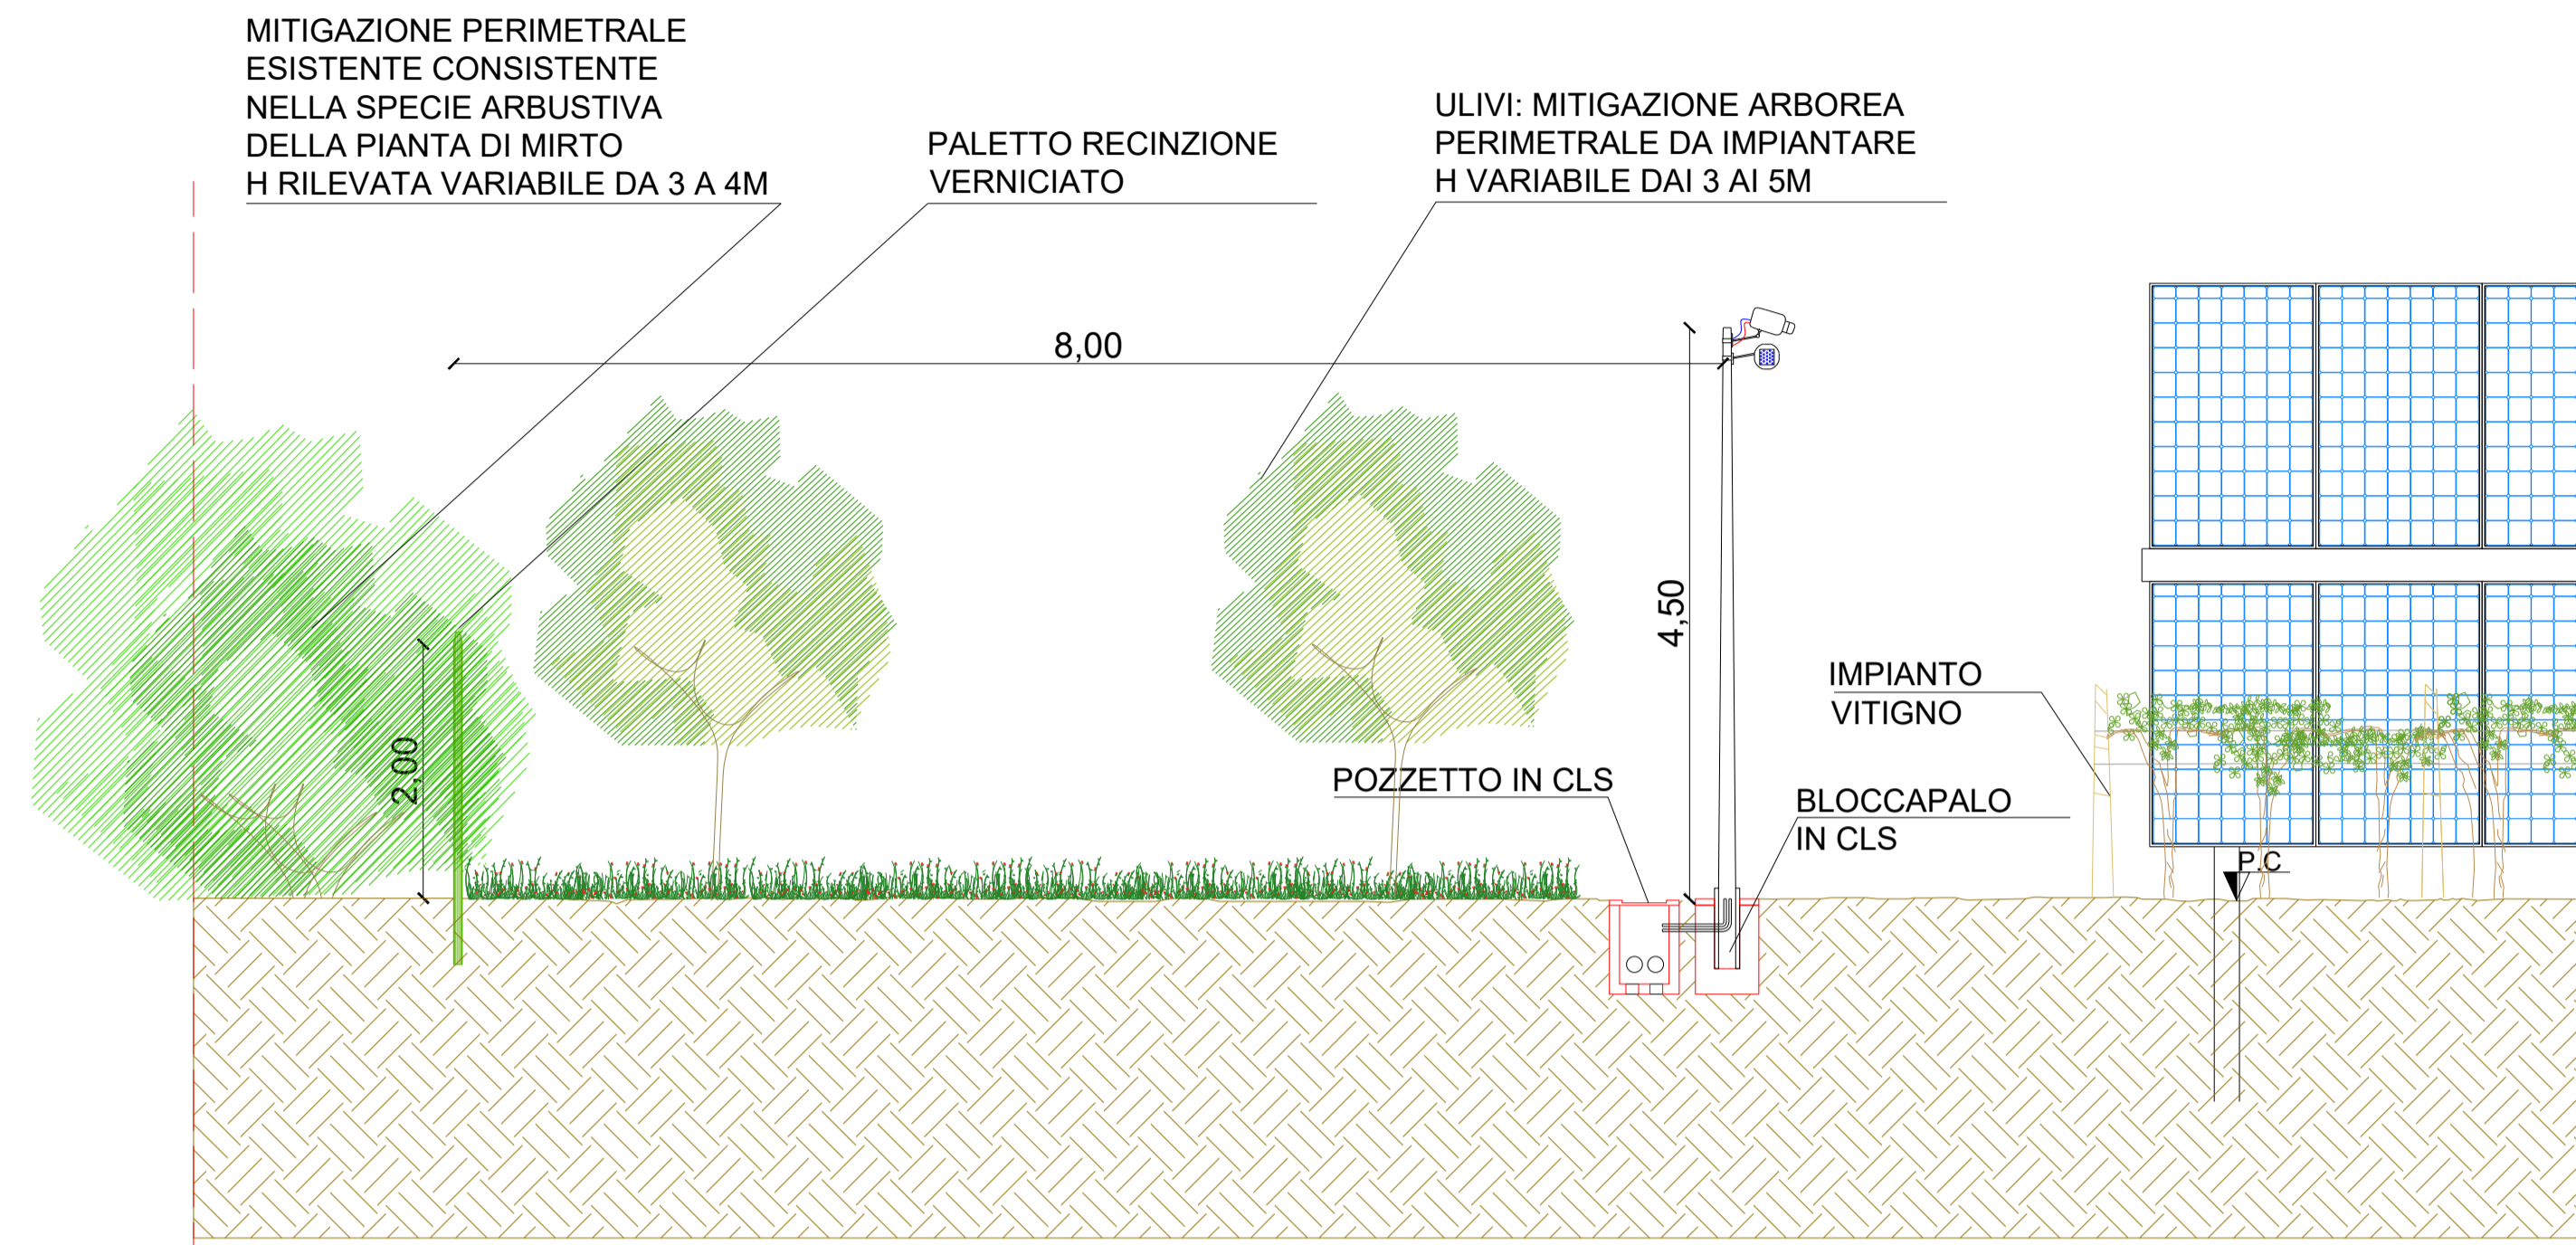 MITIGAZIONE PERIMETRALE
ESISTENTE CONSISTENTE
NELLA SPECIE ARBUSTIVA
DELLA PIANTA DI MIRTO
H RILEVATA VARIABILE DA 3 A 4M
PALETTO RECINZIONE
VERNICIATO
ULIVI: MITIGAZIONE ARBOREA
PERIMETRALE DA IMPIANTARE
H VARIABILE DAI 3 AI 5M
8,00
4,50
2,00
IMPIANTO
VITIGNO
POZZETTO IN CLS
BLOCCAPALO
IN CLS
P.C